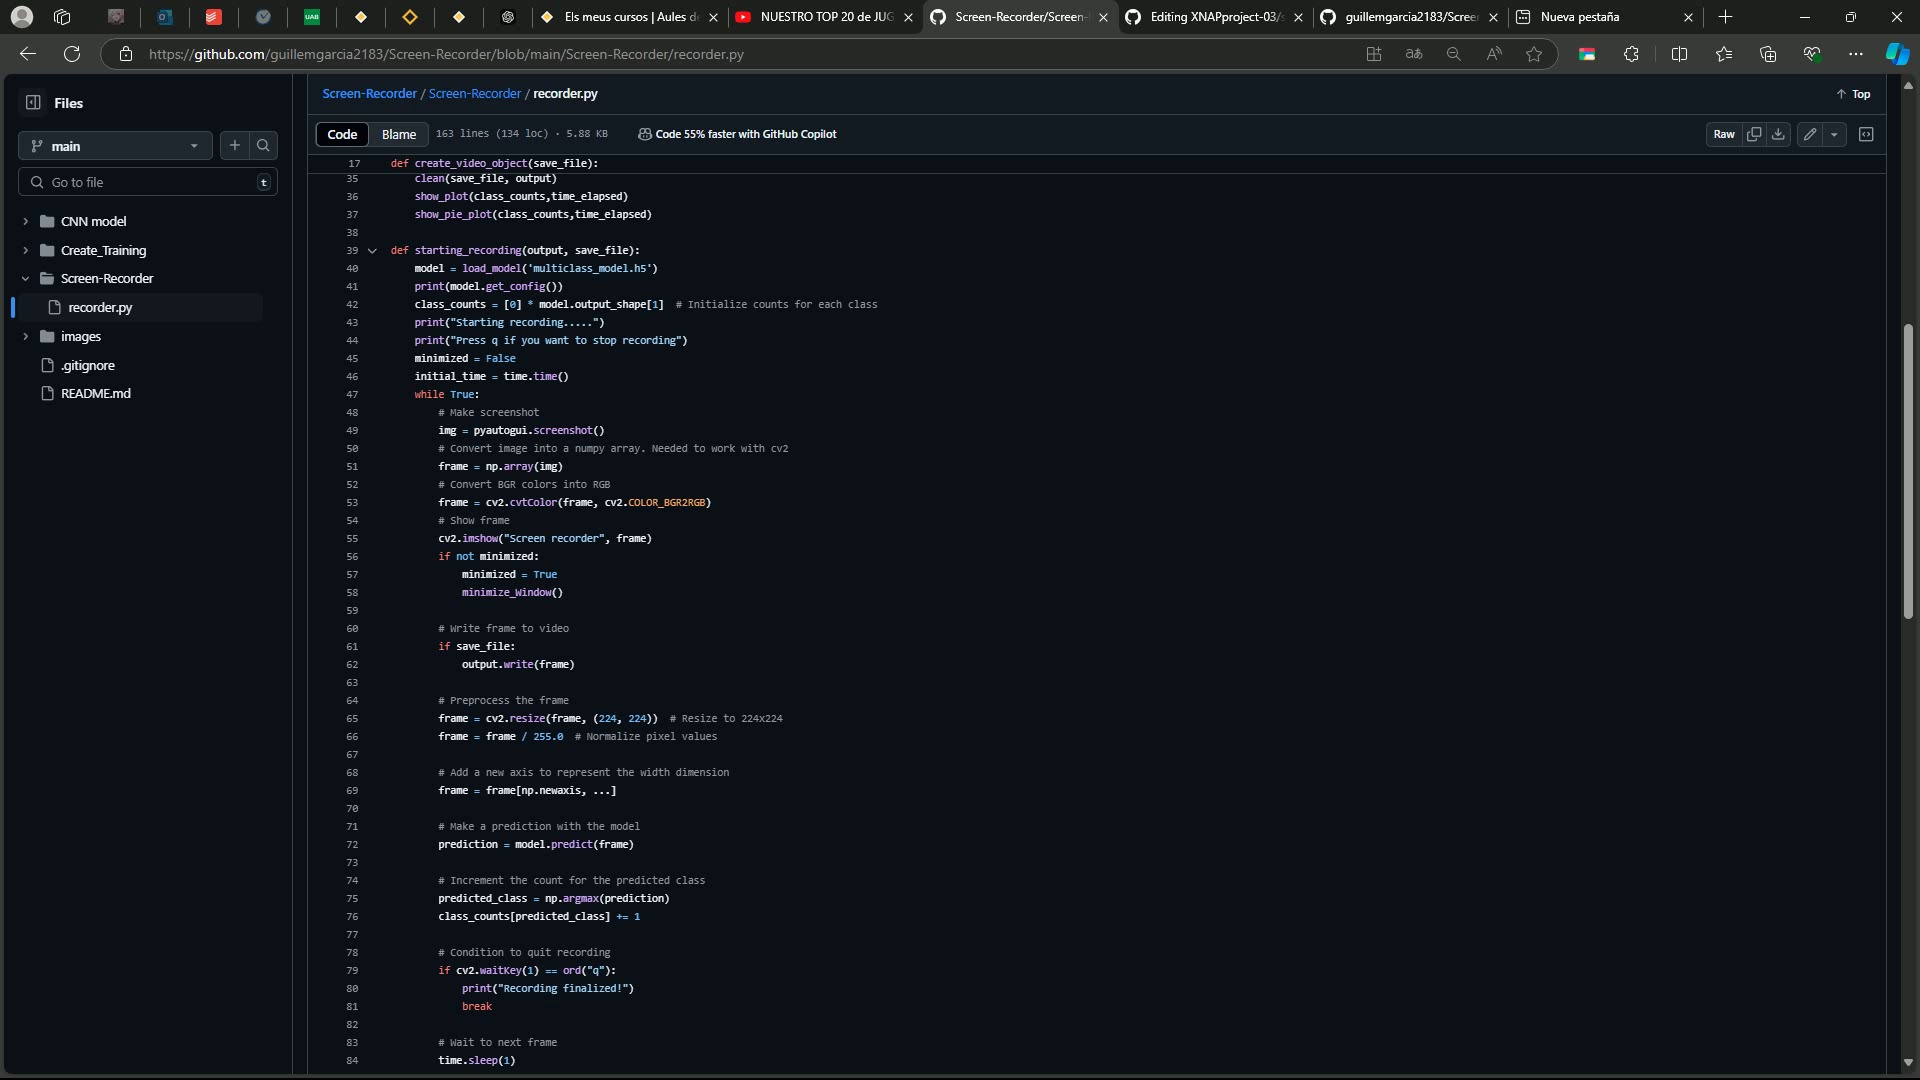 UAB
Els meus cursos | Aules d
NUESTRO TOP 20 de JUG
Screen-Recorder/Screen-
Editing XNAPproject-03/s
guillemgarcia2183/Scree
Nueva pestaña
https://github.com/guillemgarcia2183/Screen-Recorder/blob/main/Screen-Recorder/recorder.py
Files
Screen-Recorder / Screen-Recorder / recorder.py
Top
main
Code Blame 163 lines (134 loc) · 5.88 KB Code 55% faster with GitHub Copilot
Raw
Go to file t
CNN model
Create_Training
Screen-Recorder
recorder.py
images
.gitignore
README.md
17 def create_video_object(save_file):
35 clean(save_file, output)
36 show_plot(class_counts,time_elapsed)
37 show_pie_plot(class_counts,time_elapsed)
38
39 def starting_recording(output, save_file):
40 model = load_model('multiclass_model.h5')
41 print(model.get_config())
42 class_counts = [0] * model.output_shape[1] # Initialize counts for each class
43 print("Starting recording.....")
44 print("Press q if you want to stop recording")
45 minimized = False
46 initial_time = time.time()
47 while True:
48 # Make screenshot
49 img = pyautogui.screenshot()
50 # Convert image into a numpy array. Needed to work with cv2
51 frame = np.array(img)
52 # Convert BGR colors into RGB
53 frame = cv2.cvtColor(frame, cv2.COLOR_BGR2RGB)
54 # Show frame
55 cv2.imshow("Screen recorder", frame)
56 if not minimized:
57 minimized = True
58 minimize_Window()
59
60 # Write frame to video
61 if save_file:
62 output.write(frame)
63
64 # Preprocess the frame
65 frame = cv2.resize(frame, (224, 224)) # Resize to 224x224
66 frame = frame / 255.0 # Normalize pixel values
67
68 # Add a new axis to represent the width dimension
69 frame = frame[np.newaxis, ...]
70
71 # Make a prediction with the model
72 prediction = model.predict(frame)
73
74 # Increment the count for the predicted class
75 predicted_class = np.argmax(prediction)
76 class_counts[predicted_class] += 1
77
78 # Condition to quit recording
79 if cv2.waitKey(1) == ord("q"):
80 print("Recording finalized!")
81 break
82
83 # Wait to next frame
84 time.sleep(1)